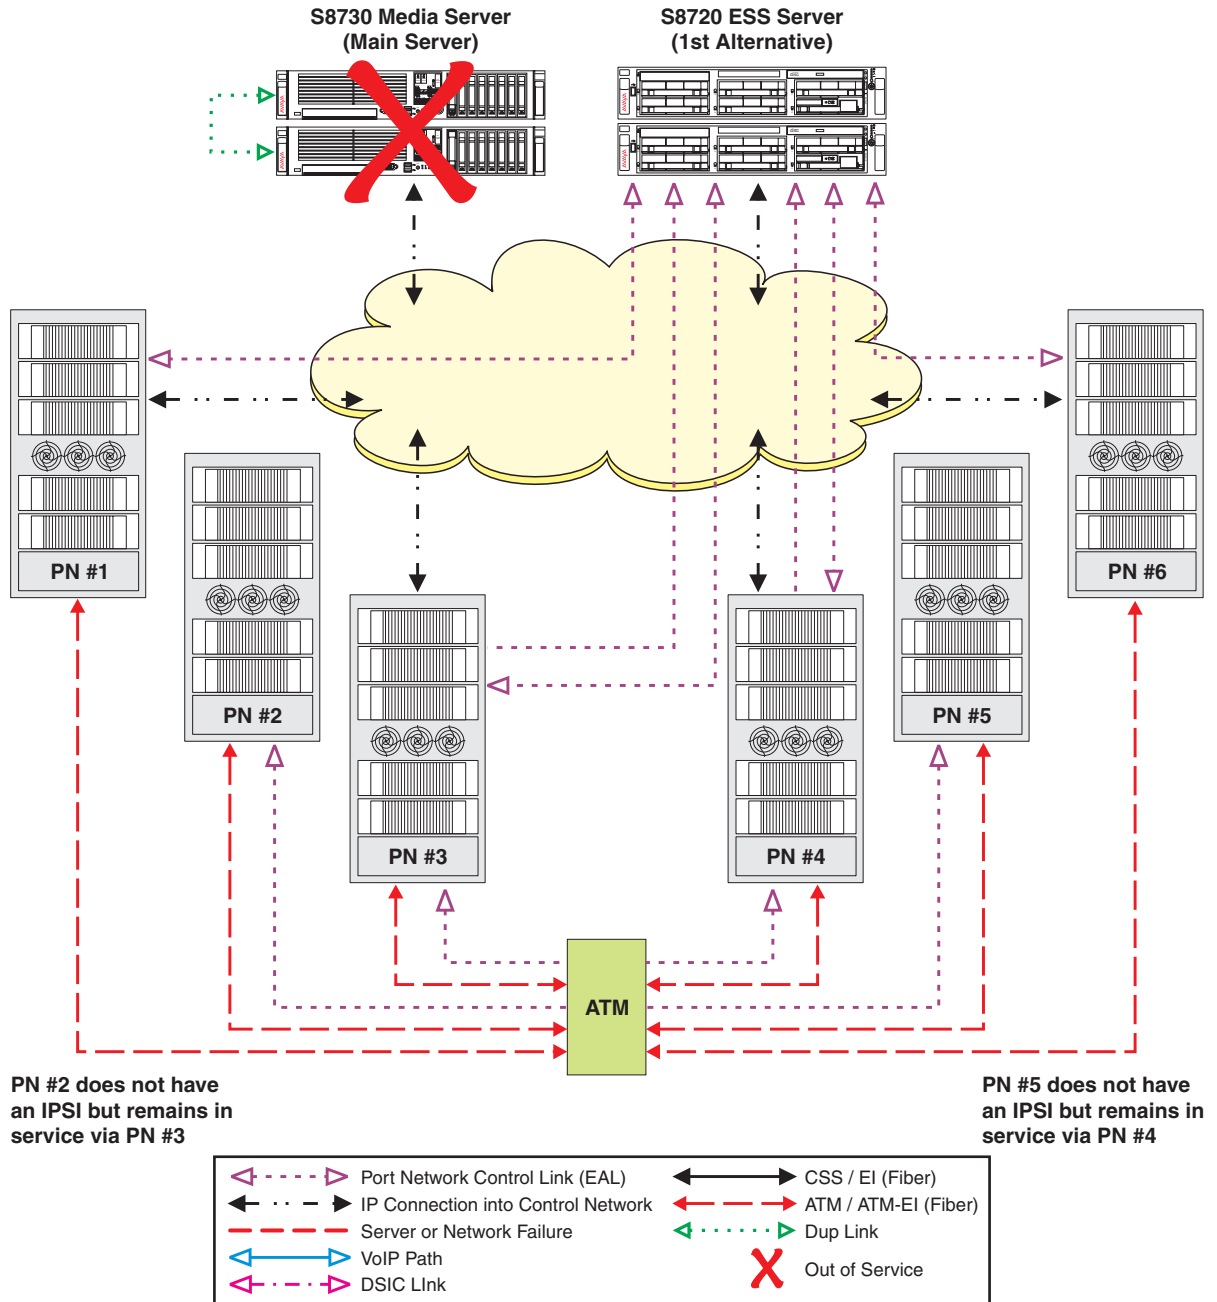 S8730 Media Server
(Main Server)
S8720 ESS Server
(1st Alternative)
PN #1
PN #6
PN #2
PN #5
PN #3
PN #4
ATM
PN #2 does not have
an IPSI but remains in
service via PN #3
PN #5 does not have
an IPSI but remains in
service via PN #4
Port Network Control Link (EAL)
IP Connection into Control Network
Server or Network Failure
VoIP Path
DSIC LInk
CSS / EI (Fiber)
ATM / ATM-EI (Fiber)
Dup Link
Out of Service